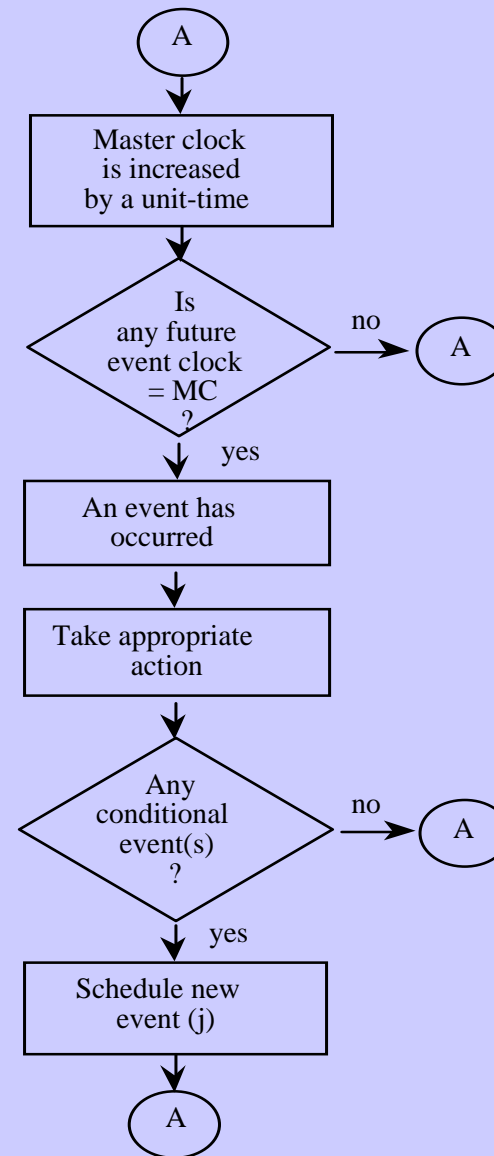 A
Master clock
is increased
by a unit-time
Is
any future
event clock
= MC
?
no
A
yes
An event has
occurred
Take appropriate
action
Any
conditional
event(s)
?
no
A
yes
Schedule new
event (j)
A